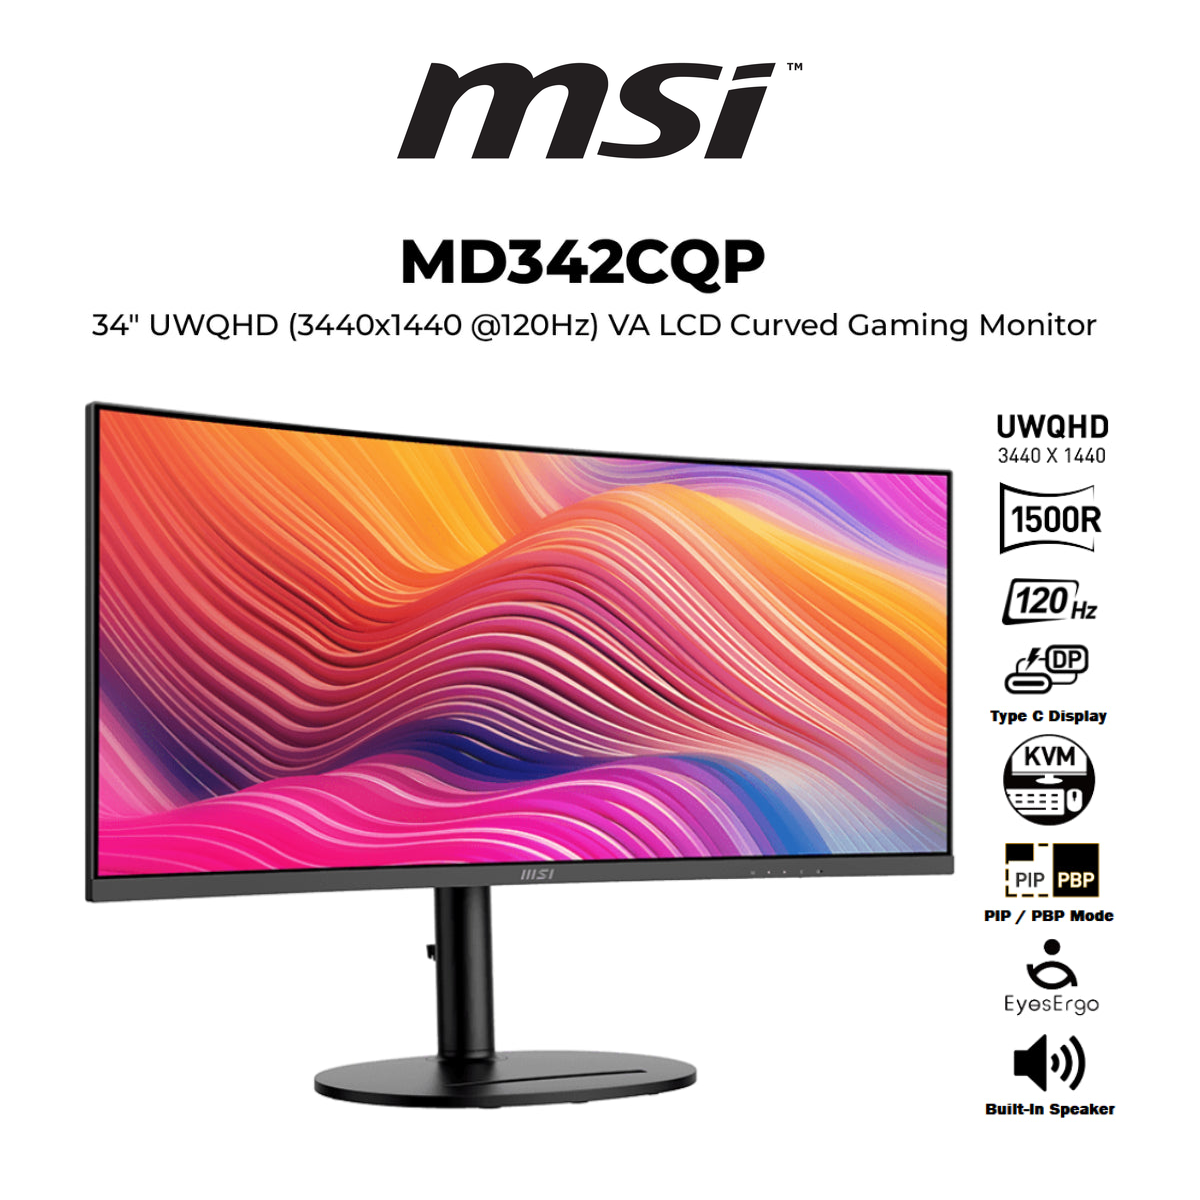 msi™
MD342CQP
34" UWQHD (3440x1440 @120Hz) VA LCD Curved Gaming Monitor
UWQHD
3440 X 1440
1500R
120Hz
DP
Type C Display
KVM
PIP PBP
PIP / PBP Mode
EyesErgo
Built-In Speaker
msi